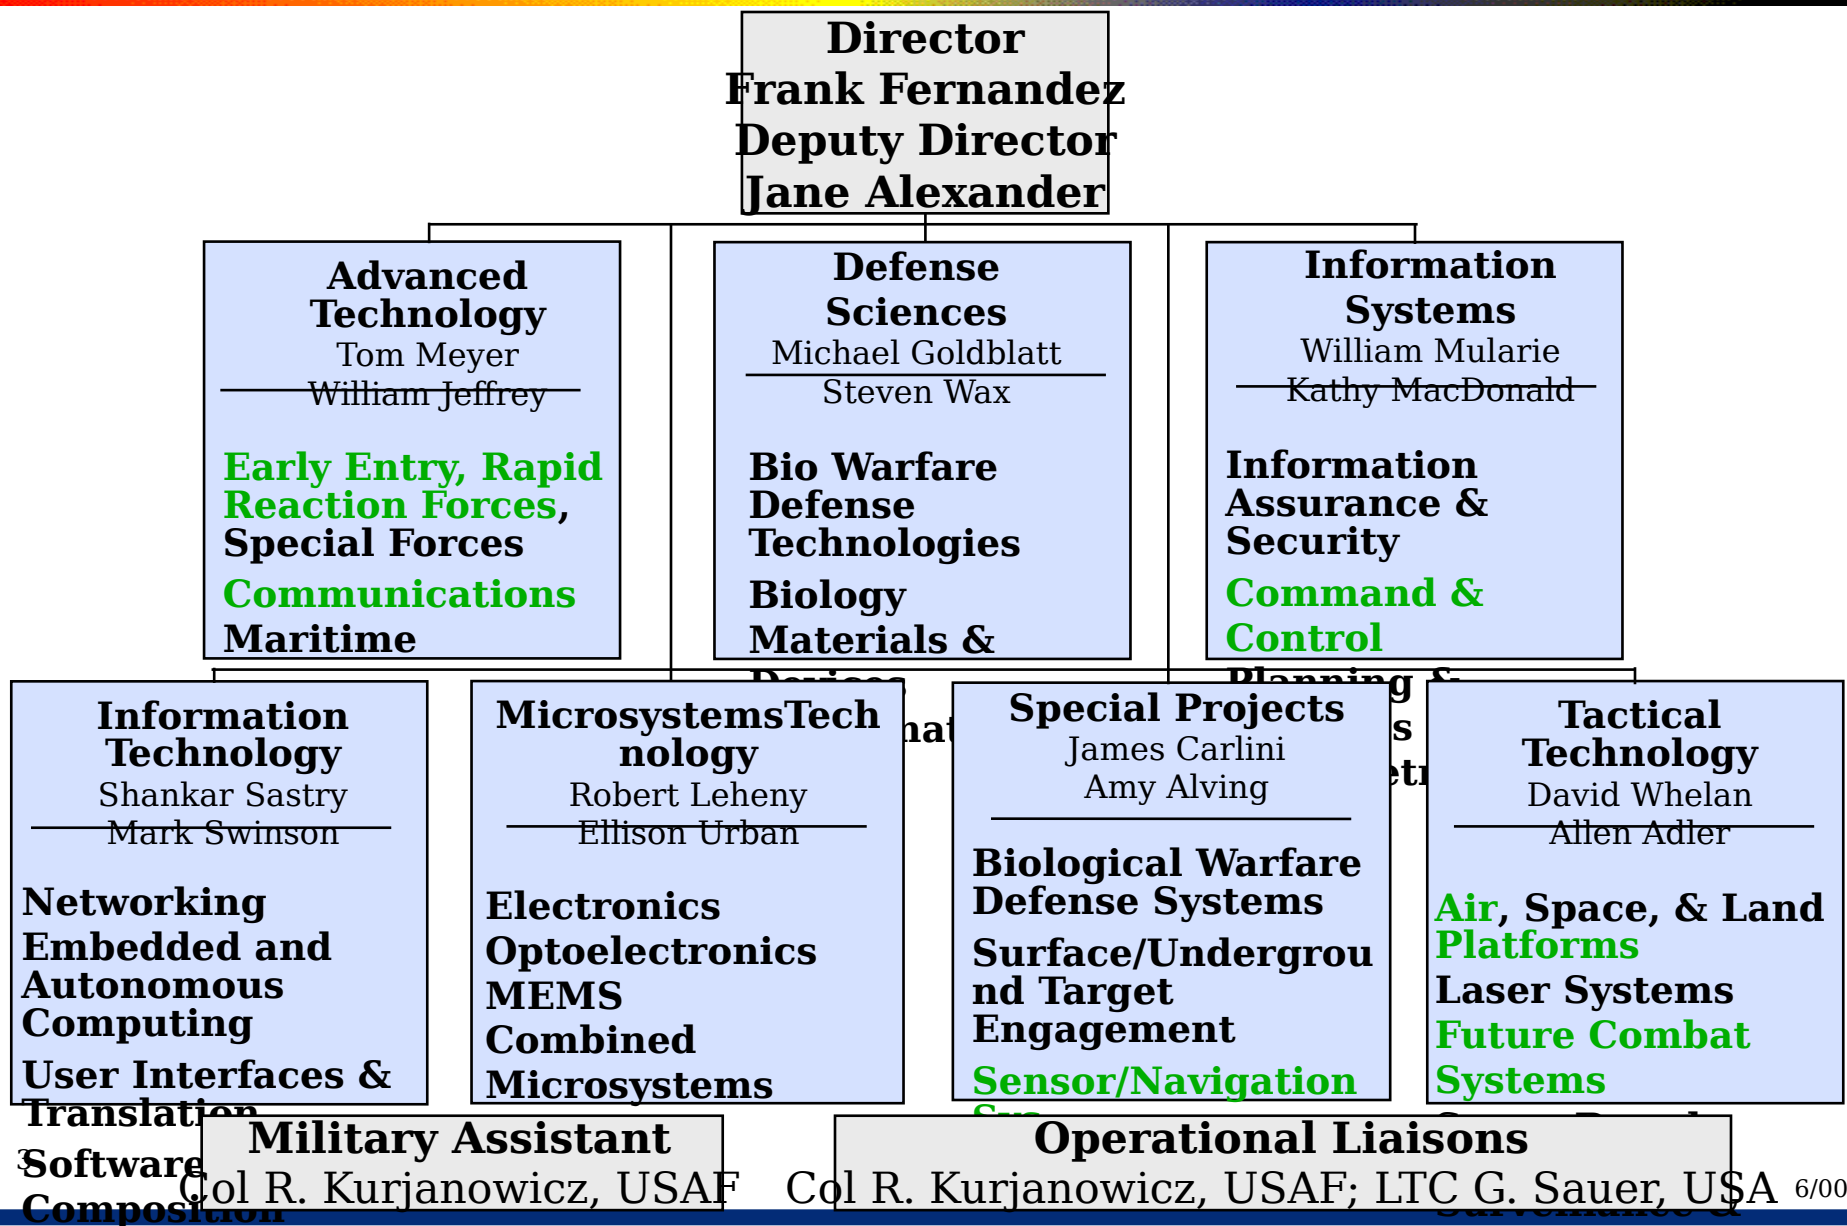 Director
Frank Fernandez
Deputy Director
Jane Alexander
Advanced
Technology
Tom Meyer
William Jeffrey
Early Entry, Rapid
Reaction Forces,
Special Forces
Communications
Maritime
Defense
Sciences
Michael Goldblatt
Steven Wax
Bio Warfare
Defense
Technologies
Biology
Materials &
Devices
Information
Systems
William Mularie
Kathy MacDonald
Information
Assurance &
Security
Command &
Control
Planning &
Information
Technology
Shankar Sastry
Mark Swinson
Networking
Embedded and
Autonomous
Computing
User Interfaces &
Translation
Software
Composition
MicrosystemsTech
nology
Robert Leheny
Ellison Urban
Electronics
Optoelectronics
MEMS
Combined
Microsystems
Special Projects
James Carlini
Amy Alving
Biological Warfare
Defense Systems
Surface/Undergrou
nd Target
Engagement
Sensor/Navigation
Sys
Tactical
Technology
David Whelan
Allen Adler
Air, Space, & Land
Platforms
Laser Systems
Future Combat
Systems
Military Assistant
Col R. Kurjanowicz, USAF
Operational Liaisons
Col R. Kurjanowicz, USAF; LTC G. Sauer, USA
3
6/00